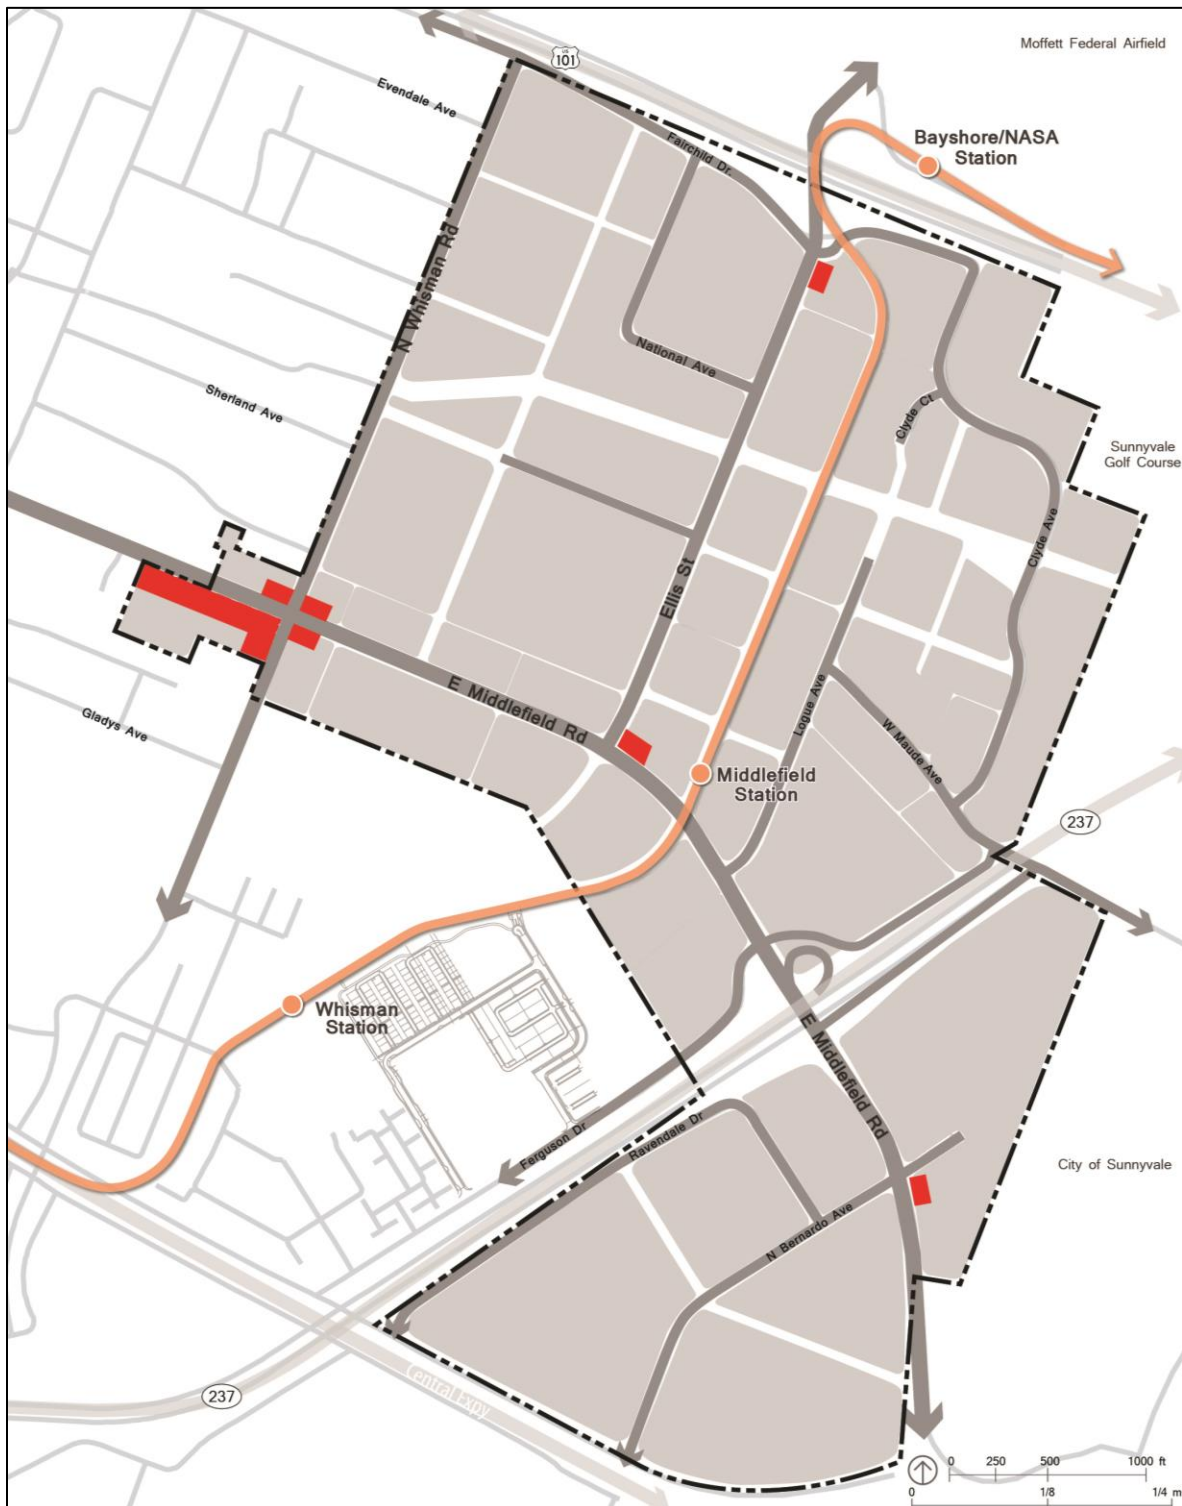 Moffett Federal Airfield
US
101
Evendale Ave
Bayshore/NASA
Station
Fairchild Dr.
N Whisman Rd
National Ave
Sherland Ave
Clyde Ct
Sunnyvale
Golf Course
Clyde Ave
Ellis St
E Middlefield Rd
Logue Ave
W Maude Ave
Gladys Ave
Middlefield
Station
237
Whisman
Station
E Middlefield Rd
Ferguson Dr
Ravendale Dr
City of Sunnyvale
N Bernardo Ave
237
Central Expy
0 250 500 1000 ft
0 1/8 1/4 m